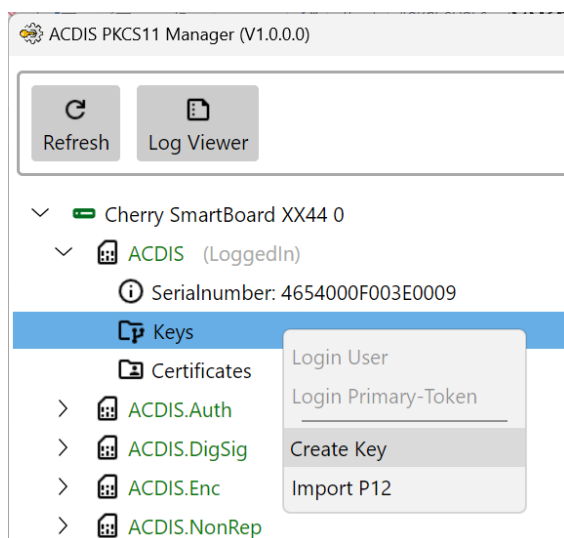 ACDIS PKCS11 Manager (V1.0.0.0)
Refresh
Log Viewer
Cherry SmartBoard XX44 0
ACDIS (LoggedIn)
Serialnumber: 4654000F003E0009
Keys
Login User
Certificates
Login Primary-Token
ACDIS.Auth
ACDIS.DigSig
Create Key
ACDIS.Enc
Import P12
ACDIS.NonRep